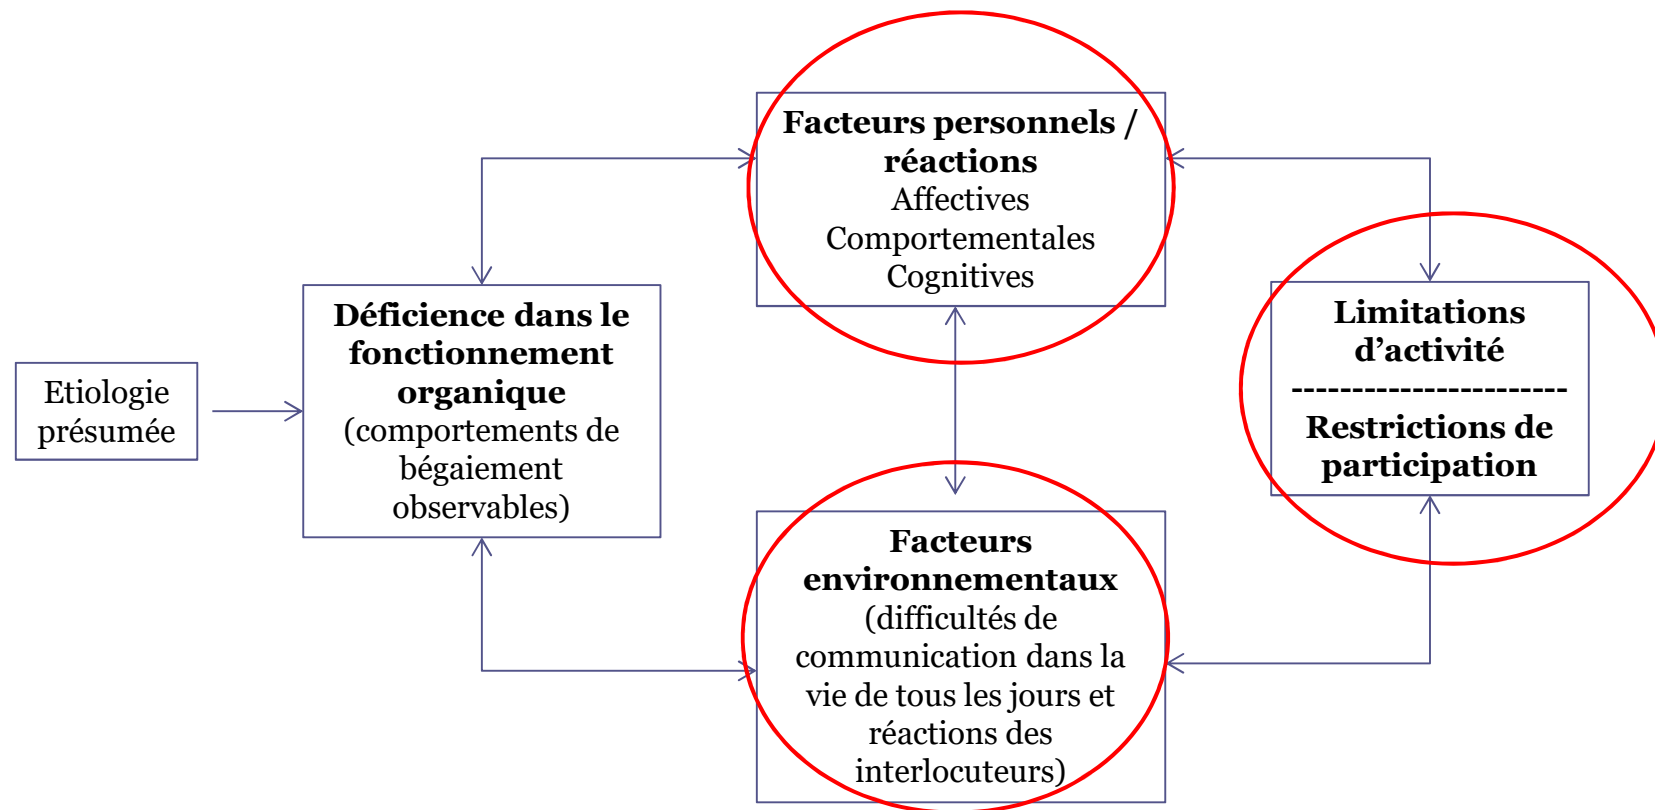 Etiologie
présumée
Déficience dans le
fonctionnement
organique
(comportements de
bégaiement
observables)
Facteurs personnels /
réactions
Affectives
Comportementales
Cognitives
Facteurs
environnementaux
(difficultés de
communication dans la
vie de tous les jours et
réactions des
interlocuteurs)
Limitations
d’activité
-----------------------
Restrictions de
participation